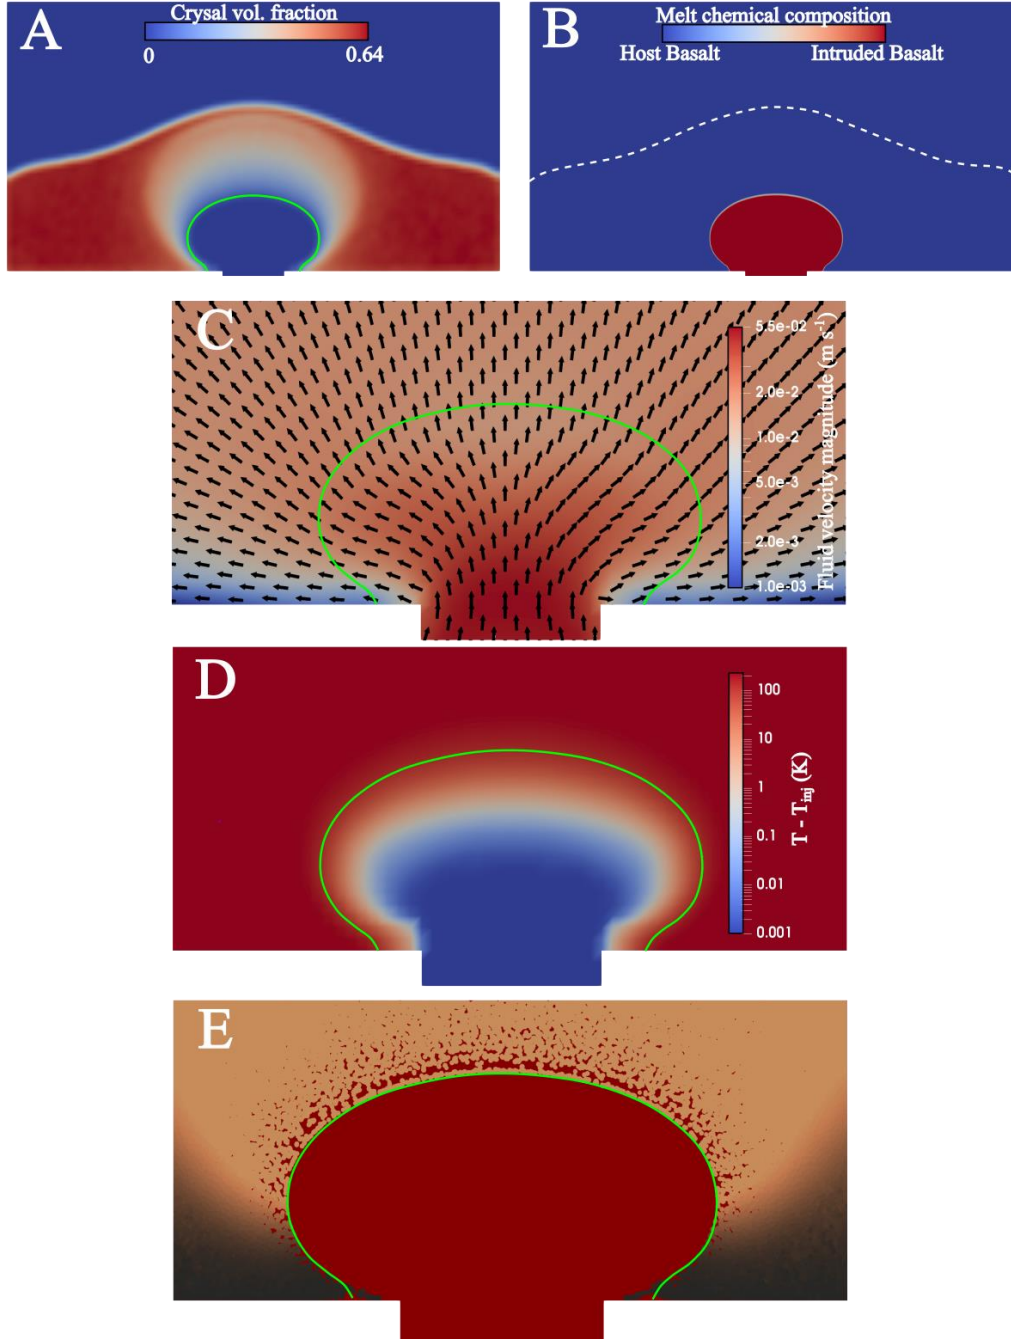 A
Crysal vol. fraction
0 0.64
B
Melt chemical composition
Host Basalt Intruded Basalt
C
5.5e-02
2.0e-2
1.0e-2
5.0e-3
2.0e-3
1.0e-03
Fluid velocity magnitude (m s⁻¹)
D
100
10
1
0.1
0.01
0.001
T - Tinj (K)
E